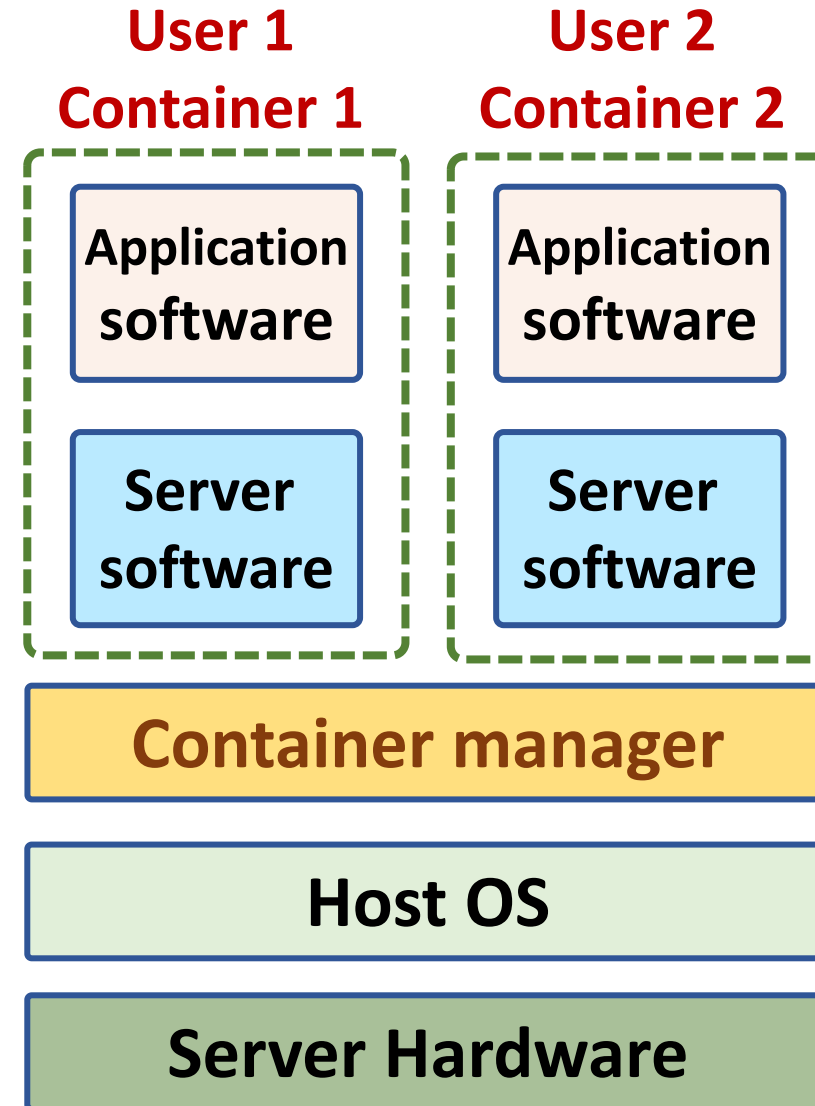 User 1
Container 1
User 2
Container 2
Application
software
Application
software
Server
software
Server
software
Container manager
Host OS
Server Hardware